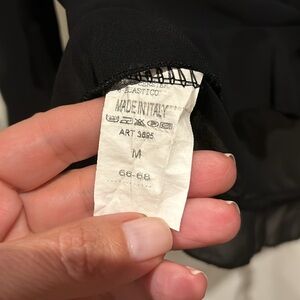 ELASTICO
MADE IN ITALY
ART 3695
M
66-68